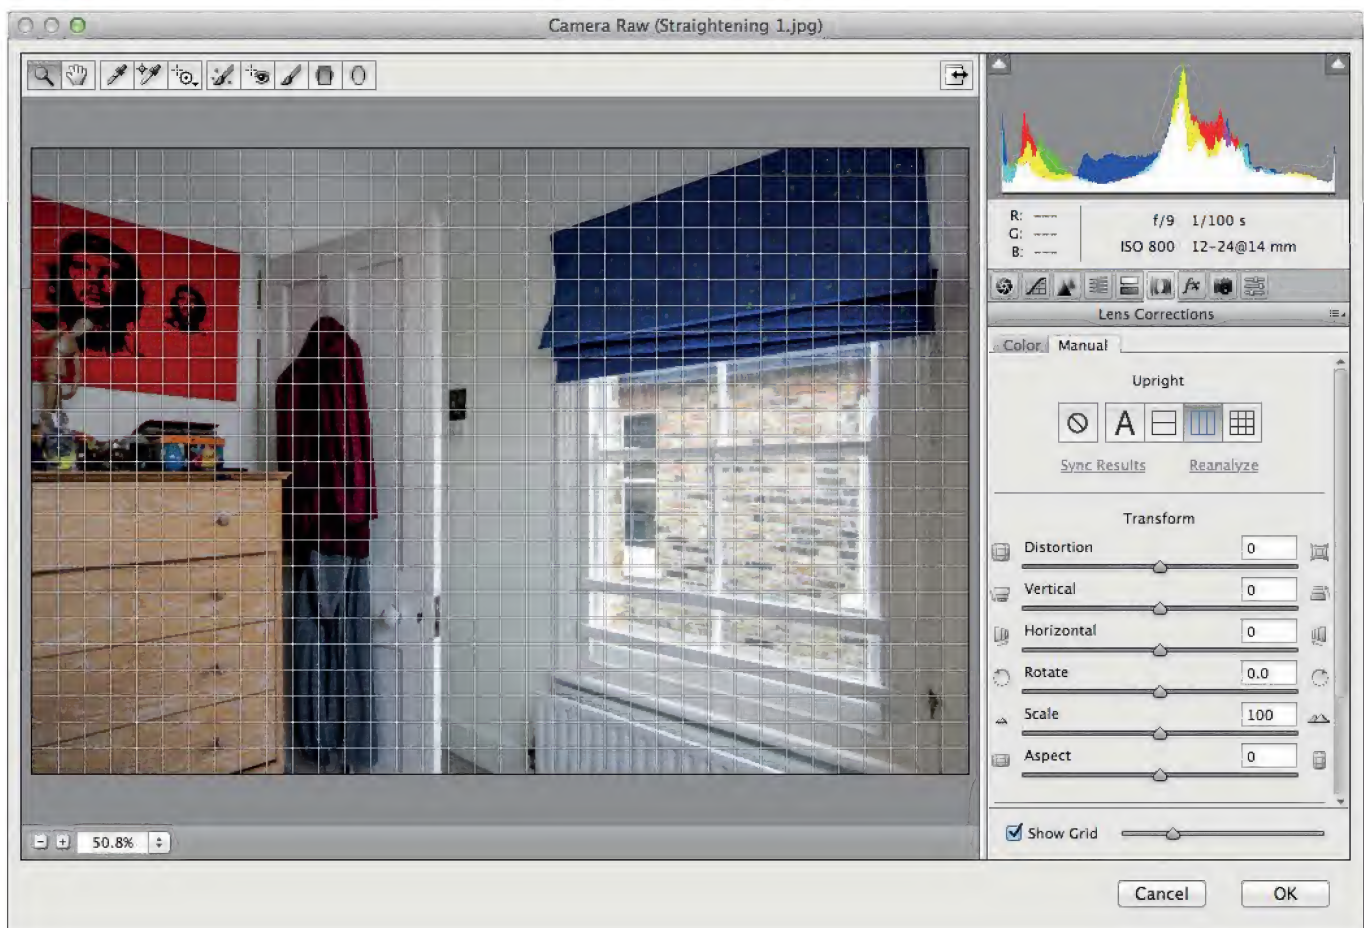 Camera Raw (Straightening 1.jpg)
R: ---
G: ---
B: ---
f/9 1/100 s
ISO 800 12-24@14 mm
fx
Lens Corrections
Color Manual
Upright
A
Sync Results Reanalyze
Transform
Distortion 0
Vertical 0
Horizontal 0
Rotate 0.0
Scale 100
Aspect 0
Show Grid
50.8%
Cancel OK